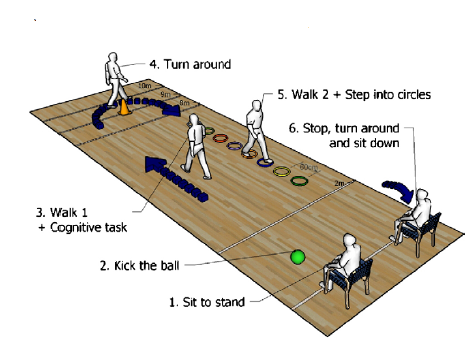 4. Turn around
10m
9m
8m
5. Walk 2 + Step into circles
6. Stop, turn around
and sit down
60cm
2m
3. Walk 1
+ Cognitive task
2. Kick the ball
1. Sit to stand